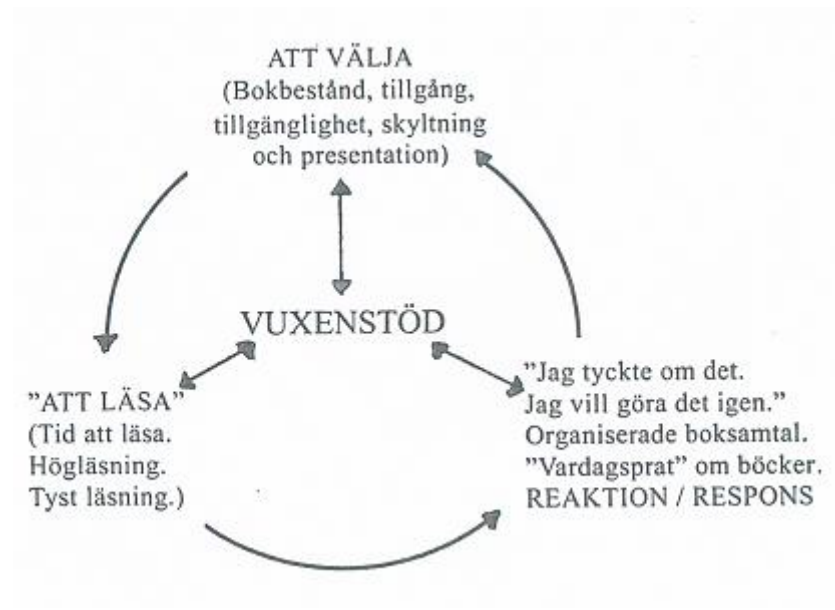 ATT VÄLJA
(Bokbestånd, tillgång,
tillgänglighet, skyltning
och presentation)
VUXENSTÖD
”ATT LÄSA”
(Tid att läsa.
Högläsning.
Tyst läsning.)
”Jag tyckte om det.
Jag vill göra det igen.”
Organiserade boksamtal.
”Vardagsprat” om böcker.
REAKTION / RESPONS